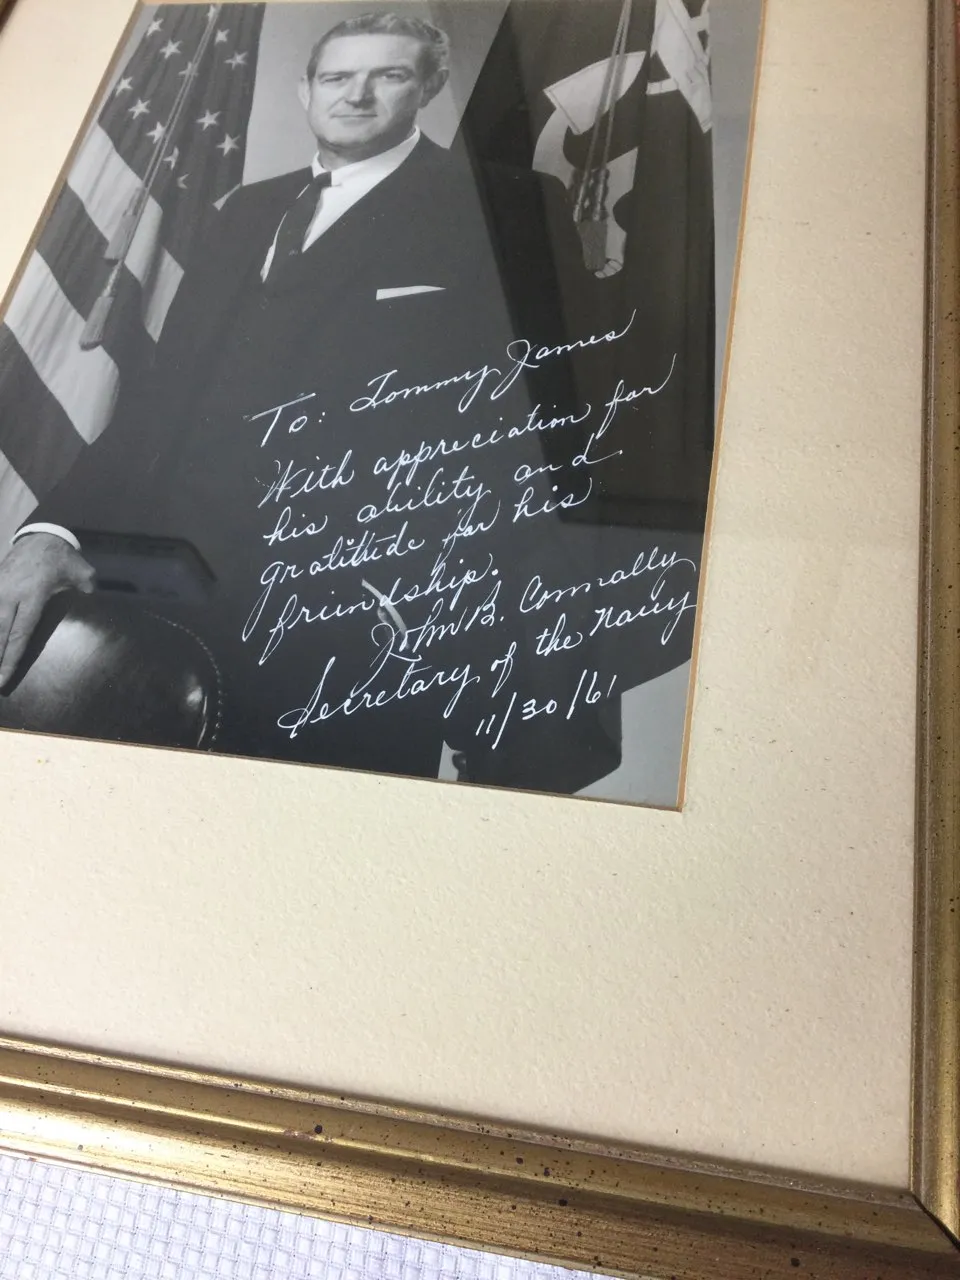 To: Tommy James
With appreciation for
his ability and
gratitude for his
friendship.
John B. Connally
Secretary of the Navy
11/30/61